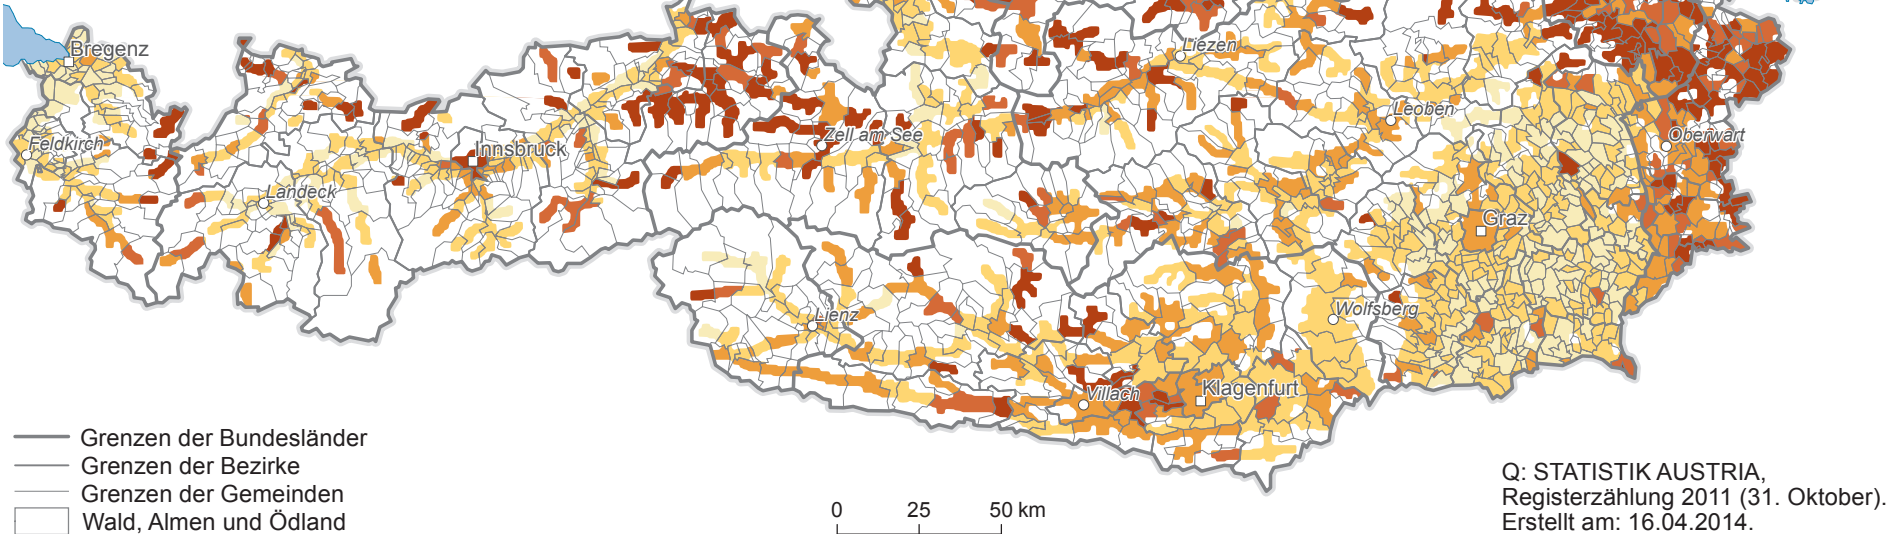 Bregenz
Liezen
Leoben
Feldkirch
Zell am See
Oberwart
Innsbruck
Landeck
Graz
Lienz
Wolfsberg
Villach
Klagenfurt
Grenzen der Bundesländer
Grenzen der Bezirke
Grenzen der Gemeinden
Wald, Almen und Ödland
0 25 50 km
Q: STATISTIK AUSTRIA,
Registerzählung 2011 (31. Oktober).
Erstellt am: 16.04.2014.